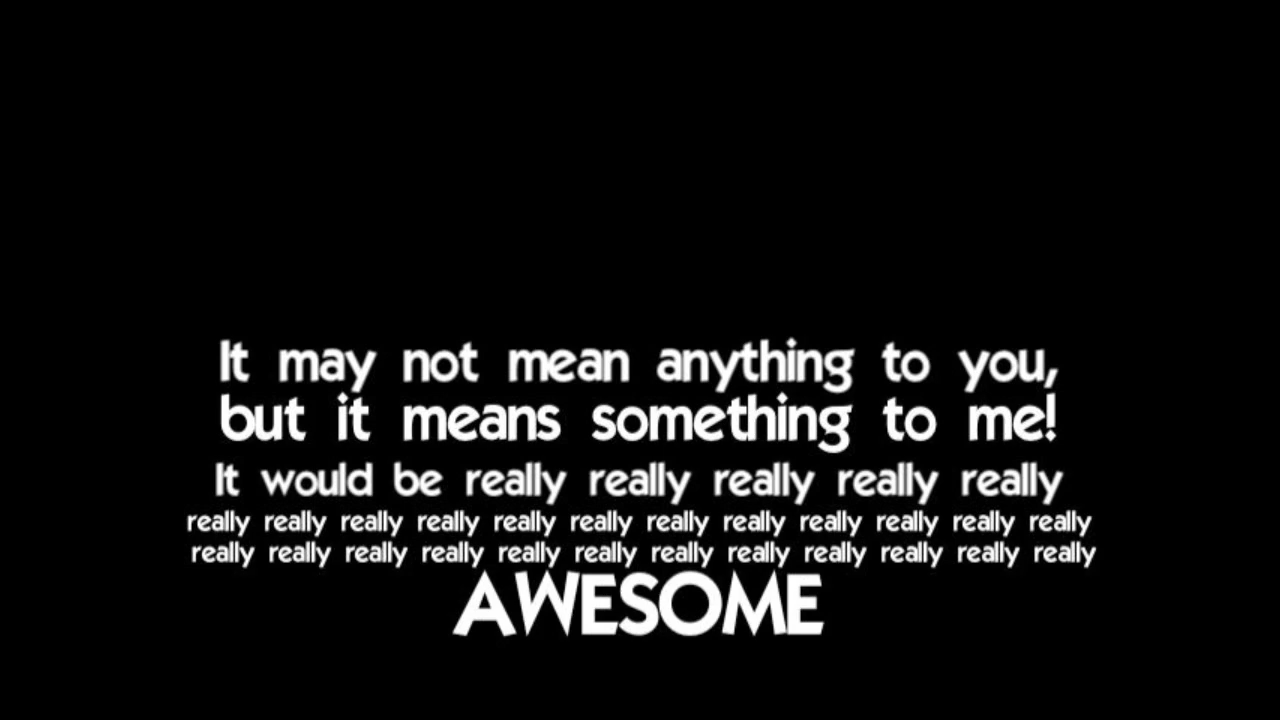 It may not mean anything to you,
but it means something to me!
It would be really really really really really
really really really really really really really really really really really really
really really really really really really really really really really really really
AWESOME